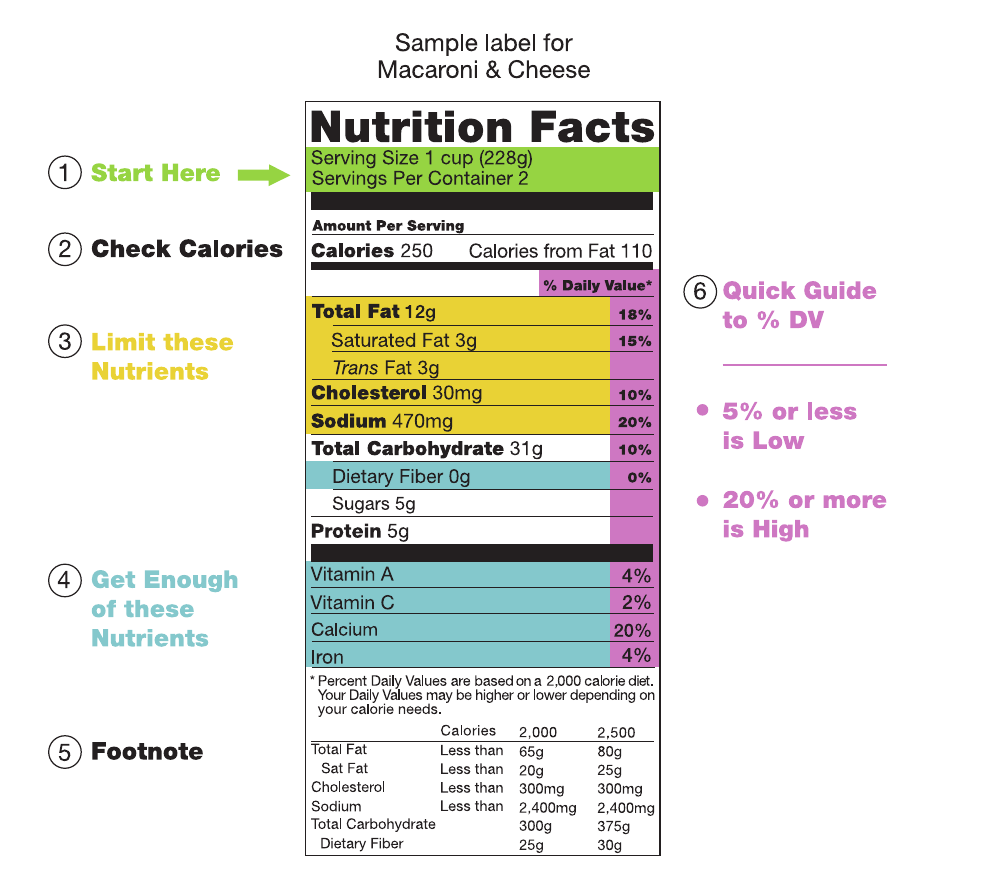 Sample label for
Macaroni & Cheese
Nutrition Facts
1 Start Here
Serving Size 1 cup (228g)
Servings Per Container 2
Amount Per Serving
2 Check Calories
Calories 250 Calories from Fat 110
% Daily Value*
3 Limit these
Nutrients
Total Fat 12g 18%
Saturated Fat 3g 15%
Trans Fat 3g
Cholesterol 30mg 10%
Sodium 470mg 20%
Total Carbohydrate 31g 10%
Dietary Fiber 0g 0%
Sugars 5g
Protein 5g
4 Get Enough
of these
Nutrients
Vitamin A 4%
Vitamin C 2%
Calcium 20%
Iron 4%
5 Footnote
* Percent Daily Values are based on a 2,000 calorie diet.
Your Daily Values may be higher or lower depending on
your calorie needs.
Calories 2,000 2,500
Total Fat Less than 65g 80g
Sat Fat Less than 20g 25g
Cholesterol Less than 300mg 300mg
Sodium Less than 2,400mg 2,400mg
Total Carbohydrate 300g 375g
Dietary Fiber 25g 30g
6 Quick Guide
to % DV
• 5% or less
is Low
• 20% or more
is High